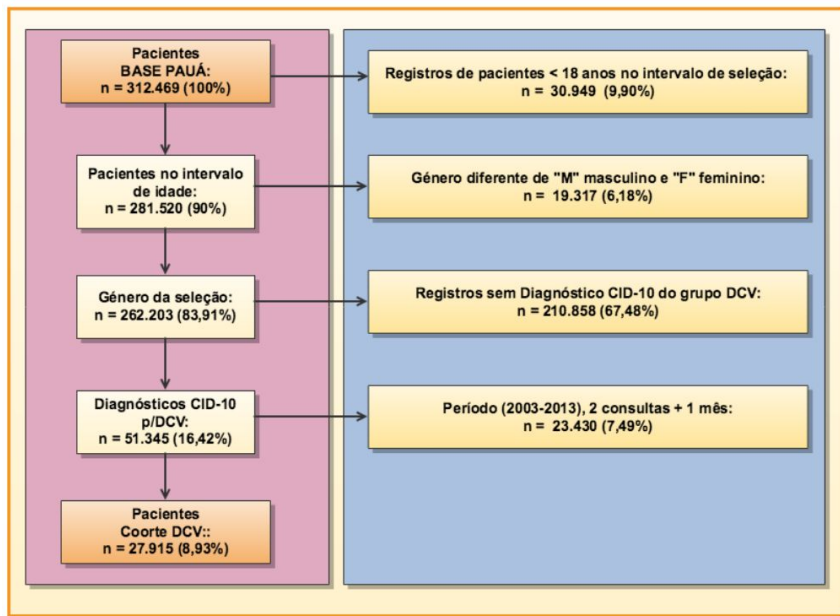 Pacientes
BASE PAUÁ:
n = 312.469 (100%)
Registros de pacientes < 18 anos no intervalo de seleção:
n = 30.949 (9,90%)
Pacientes no intervalo
de idade:
n = 281.520 (90%)
Género diferente de "M" masculino e "F" feminino:
n = 19.317 (6,18%)
Género da seleção:
n = 262.203 (83,91%)
Registros sem Diagnóstico CID-10 do grupo DCV:
n = 210.858 (67,48%)
Diagnósticos CID-10
p/DCV:
n = 51.345 (16,42%)
Período (2003-2013), 2 consultas + 1 mês:
n = 23.430 (7,49%)
Pacientes
Coorte DCV::
n = 27.915 (8,93%)